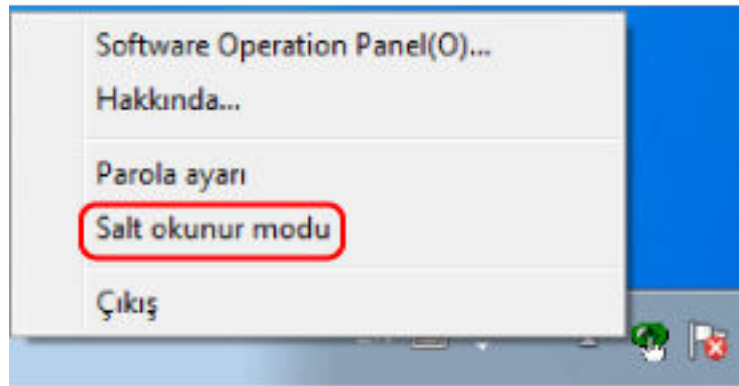 Software Operation Panel(O)...
Hakkında...
Parola ayarı
Salt okunur modu
Çıkış